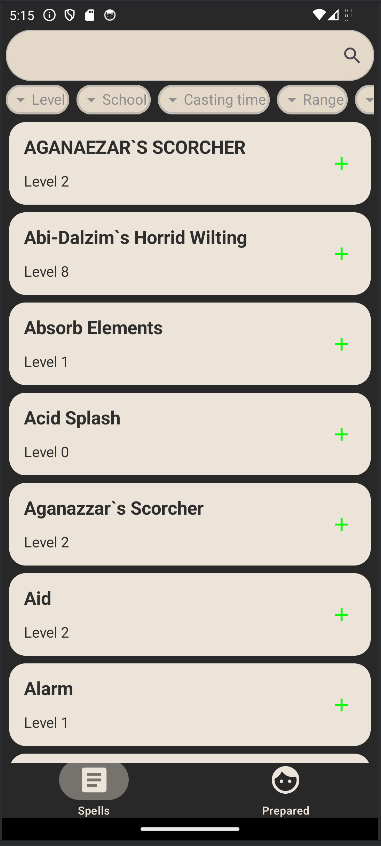 5:15
Level
School
Casting time
Range
AGANAEZAR`S SCORCHER
Level 2
+
Abi-Dalzim`s Horrid Wilting
Level 8
+
Absorb Elements
Level 1
+
Acid Splash
Level 0
+
Aganazzar`s Scorcher
Level 2
+
Aid
Level 2
+
Alarm
Level 1
+
Spells
Prepared